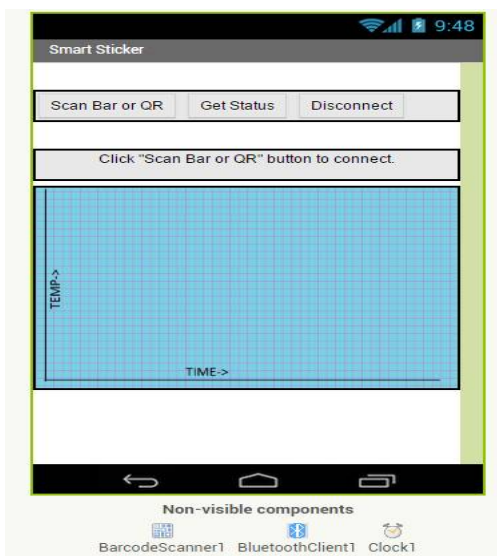 9:48
Smart Sticker
Scan Bar or QR Get Status Disconnect
Click "Scan Bar or QR" button to connect.
TEMP->
TIME->
Non-visible components
BarcodeScanner1 BluetoothClient1 Clock1